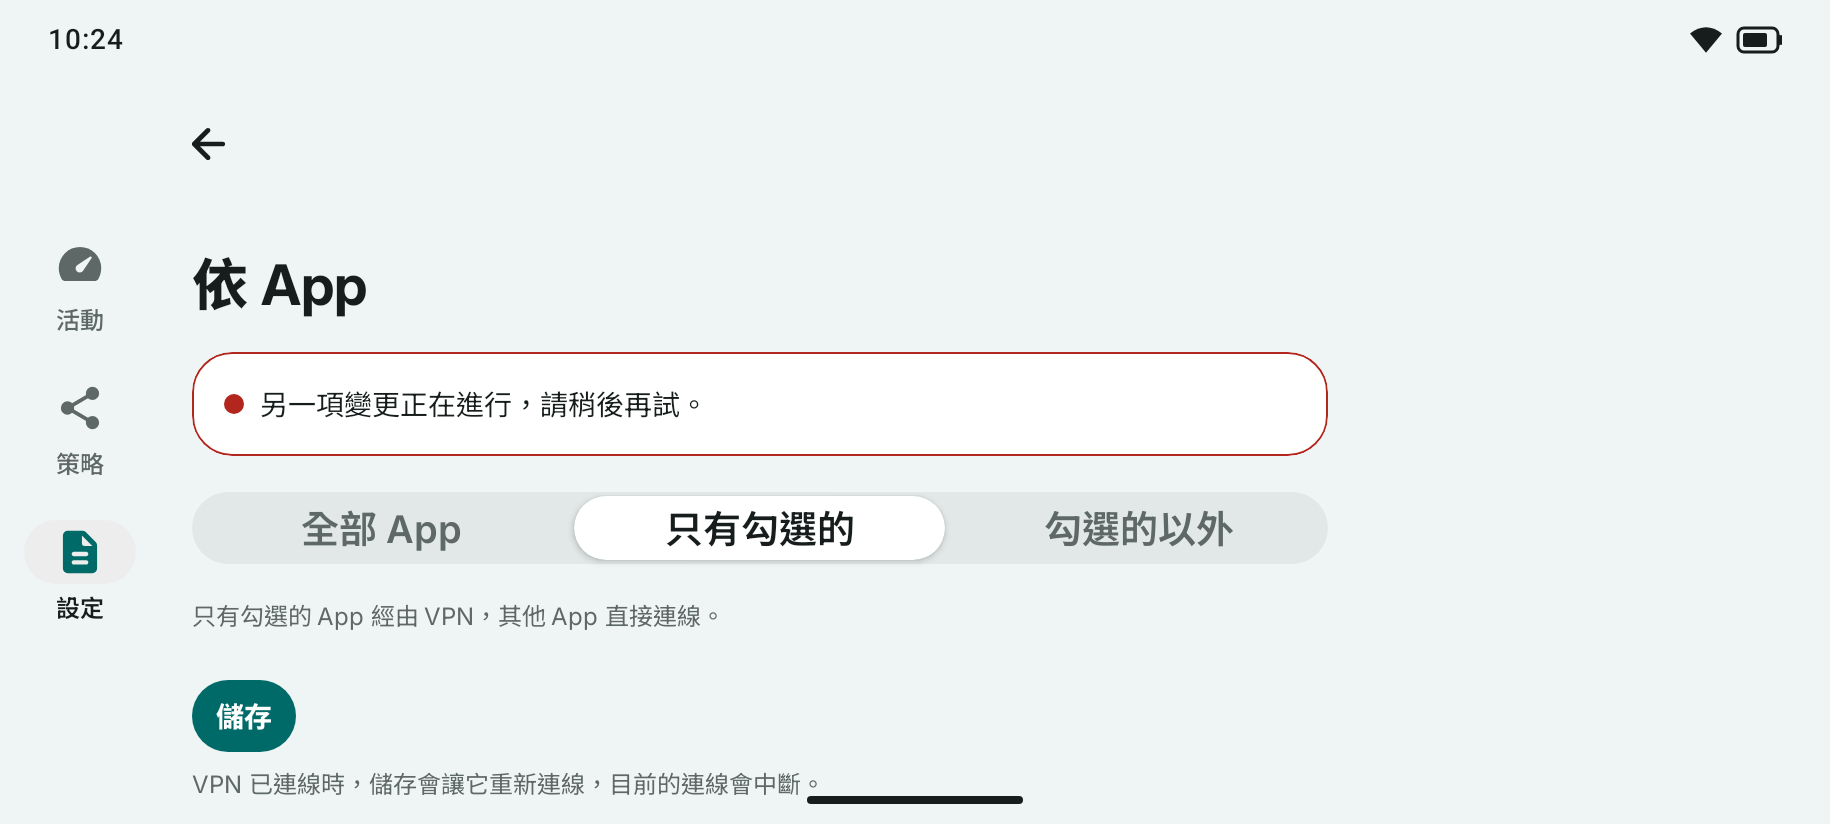 10:24
活動
策略
設定
依 App
另一項變更正在進行，請稍後再試。
全部 App
只有勾選的
勾選的以外
只有勾選的 App 經由 VPN，其他 App 直接連線。
儲存
VPN 已連線時，儲存會讓它重新連線，目前的連線會中斷。